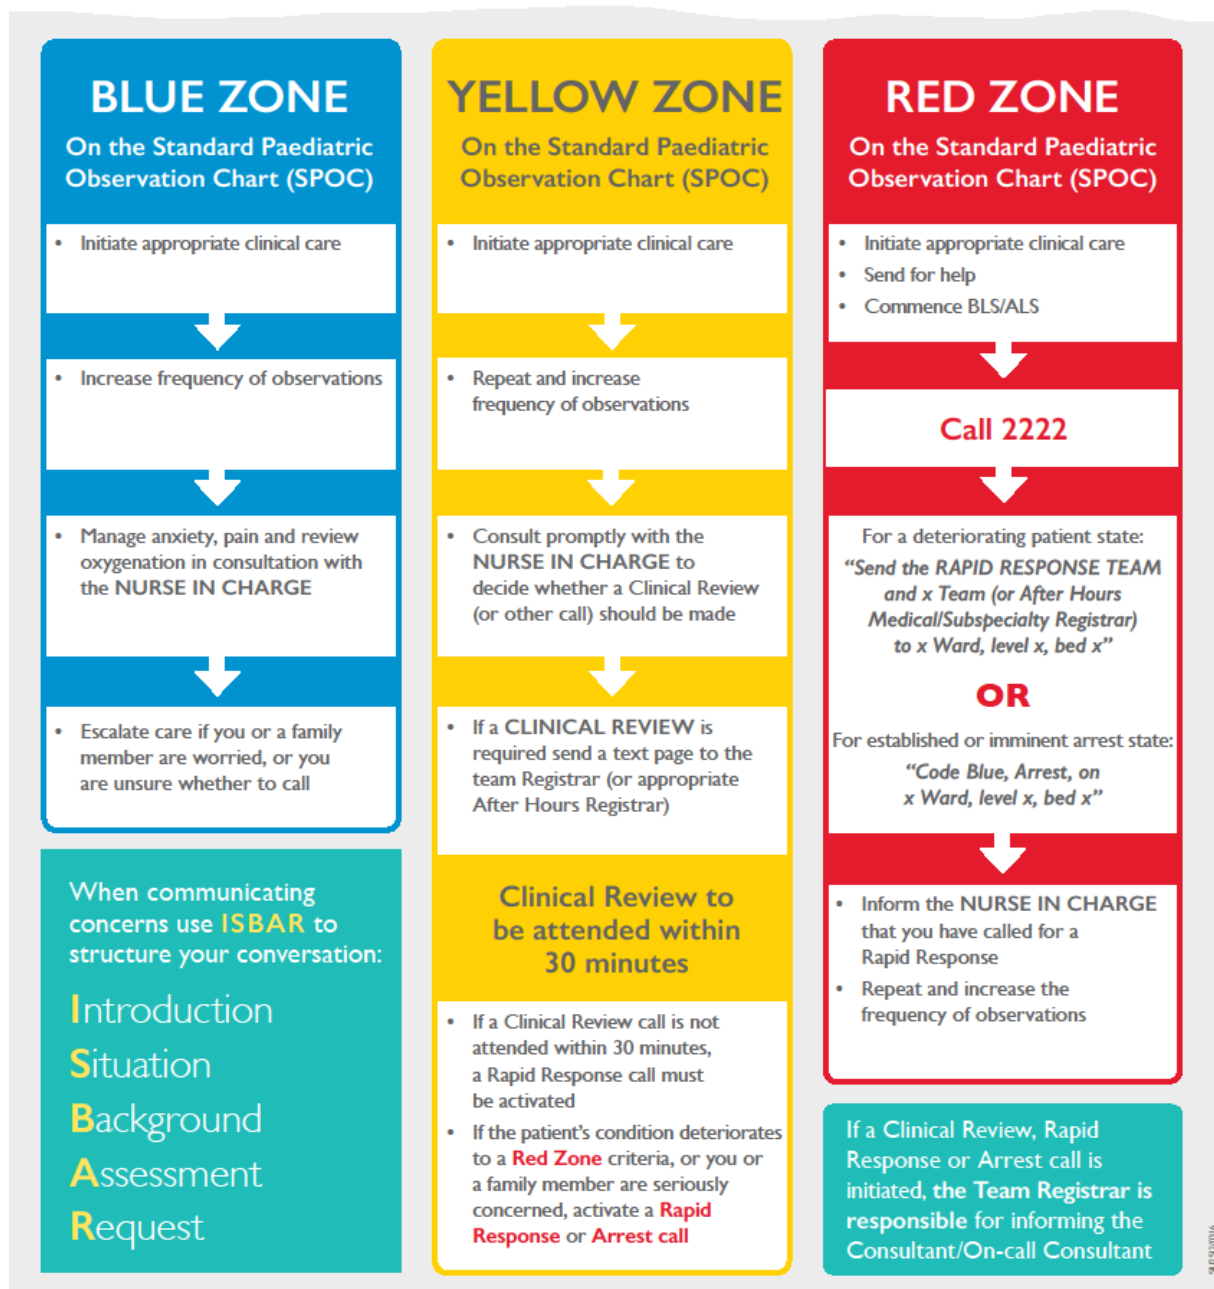 BLUE ZONE
On the Standard Paediatric
Observation Chart (SPOC)
• Initiate appropriate clinical care
• Increase frequency of observations
• Manage anxiety, pain and review
oxygenation in consultation with
the NURSE IN CHARGE
• Escalate care if you or a family
member are worried, or you
are unsure whether to call
When communicating
concerns use ISBAR to
structure your conversation:
Introduction
Situation
Background
Assessment
Request
YELLOW ZONE
On the Standard Paediatric
Observation Chart (SPOC)
• Initiate appropriate clinical care
• Repeat and increase
frequency of observations
• Consult promptly with the
NURSE IN CHARGE to
decide whether a Clinical Review
(or other call) should be made
• If a CLINICAL REVIEW is
required send a text page to the
team Registrar (or appropriate
After Hours Registrar)
Clinical Review to
be attended within
30 minutes
• If a Clinical Review call is not
attended within 30 minutes,
a Rapid Response call must
be activated
• If the patient's condition deteriorates
to a Red Zone criteria, or you or
a family member are seriously
concerned, activate a Rapid
Response or Arrest call
RED ZONE
On the Standard Paediatric
Observation Chart (SPOC)
• Initiate appropriate clinical care
• Send for help
• Commence BLS/ALS
Call 2222
For a deteriorating patient state:
“Send the RAPID RESPONSE TEAM
and x Team (or After Hours
Medical/Subspecialty Registrar)
to x Ward, level x, bed x”
OR
For established or imminent arrest state:
“Code Blue, Arrest, on
x Ward, level x, bed x”
• Inform the NURSE IN CHARGE
that you have called for a
Rapid Response
• Repeat and increase the
frequency of observations
If a Clinical Review, Rapid
Response or Arrest call is
initiated, the Team Registrar is
responsible for informing the
Consultant/On-call Consultant